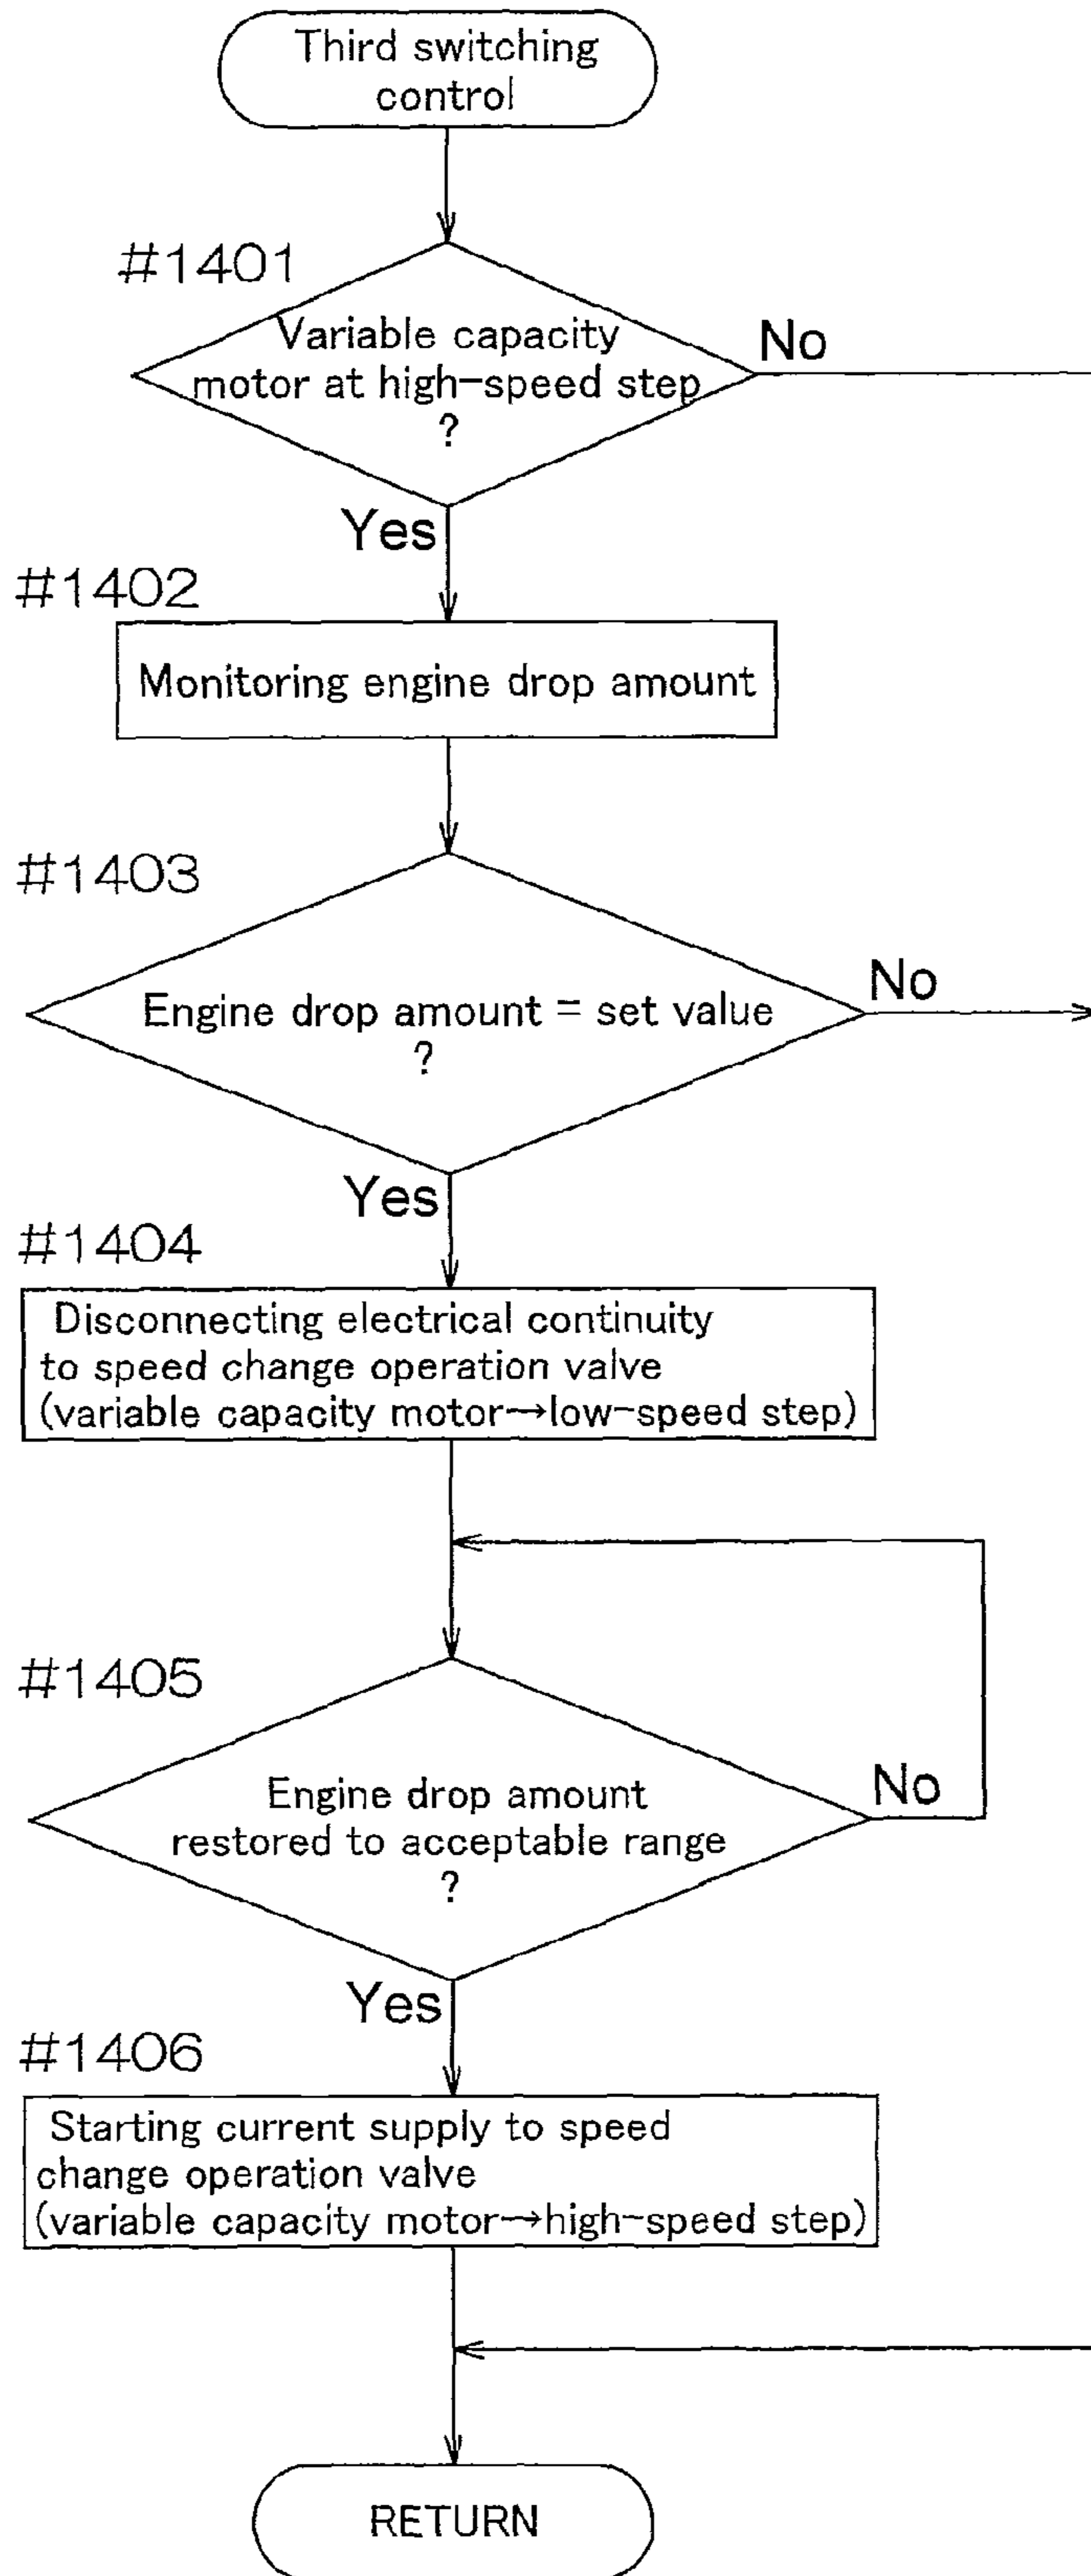 Third switching
control
#1401
Variable capacity
motor at high-speed step
?
No
Yes
#1402
Monitoring engine drop amount
#1403
Engine drop amount = set value
?
No
Yes
#1404
Disconnecting electrical continuity
to speed change operation valve
(variable capacity motor→low-speed step)
#1405
Engine drop amount
restored to acceptable range
?
No
Yes
#1406
Starting current supply to speed
change operation valve
(variable capacity motor→high-speed step)
RETURN